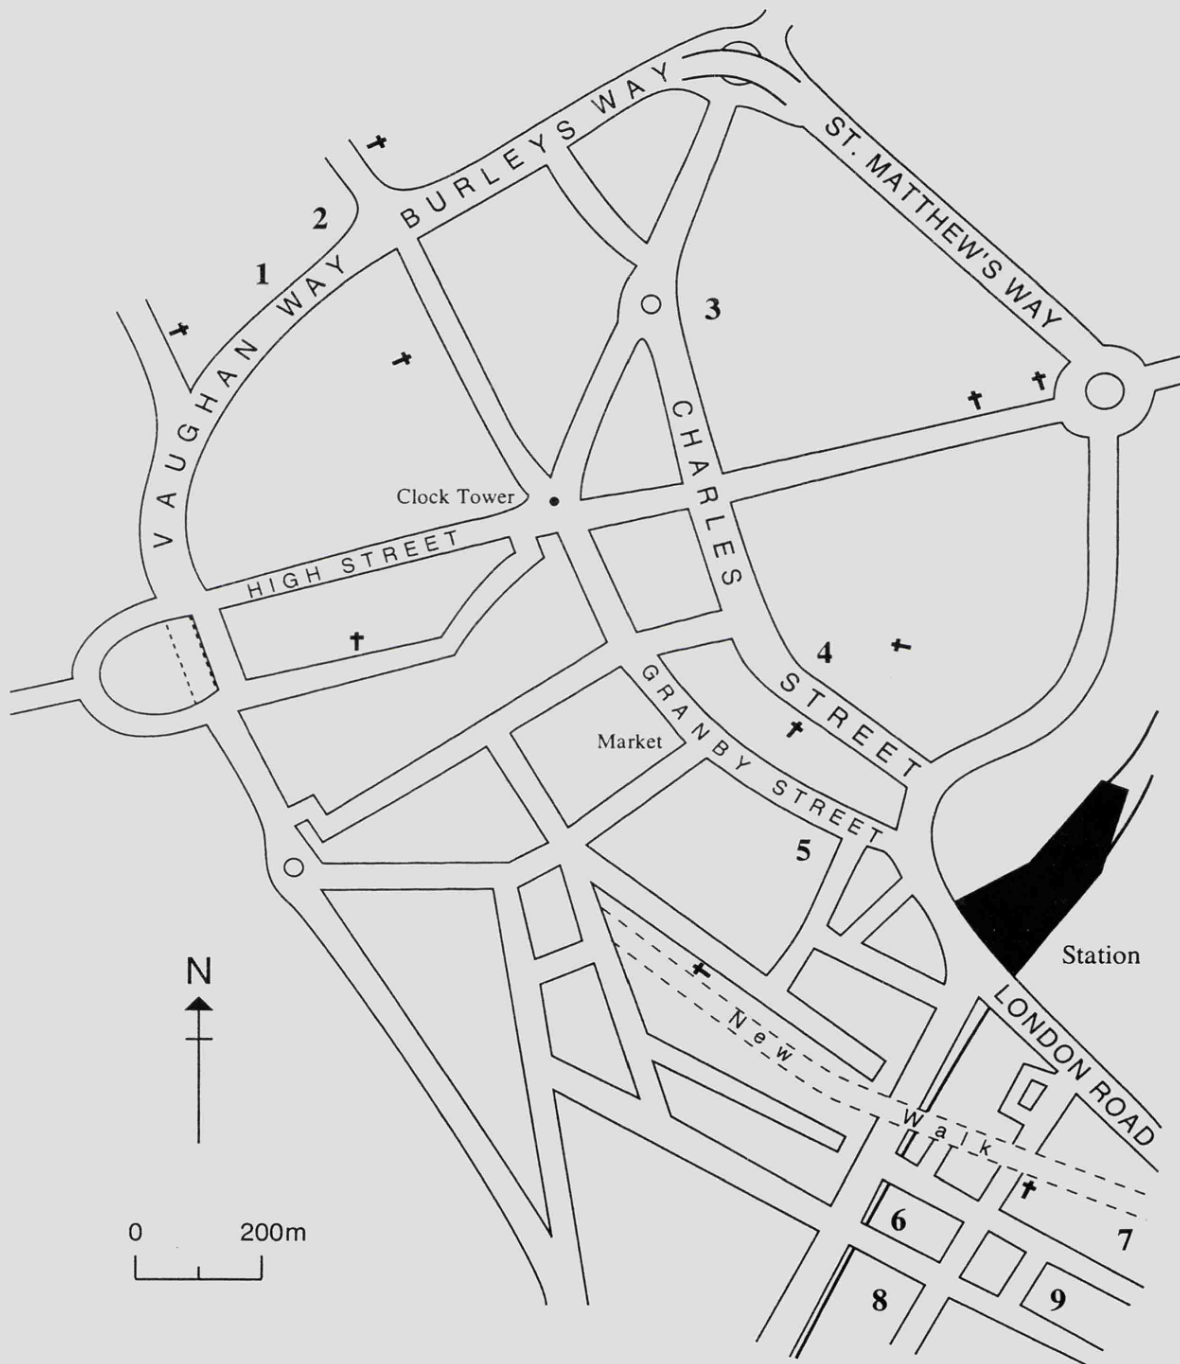 BURLEYS WAY
ST. MATTHEW'S WAY
2
1
VAUGHAN WAY
3
CHARLES
Clock Tower
HIGH STREET
4
STREET
GRANBY STREET
Market
5
Station
N
LONDON ROAD
New
Walk
0 200m
6
7
8
9